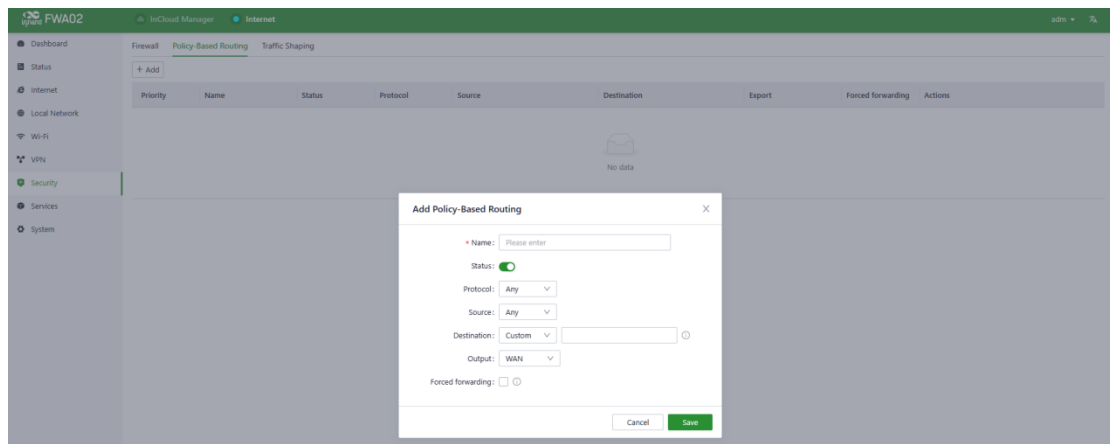 inhand FWA02
InCloud Manager Internet adm
Dashboard
Status
Internet
Local Network
Wi-Fi
VPN
Security
Services
System
Firewall Policy-Based Routing Traffic Shaping
+ Add
Priority Name Status Protocol Source Destination Export Forced forwarding Actions
No data
Add Policy-Based Routing
* Name: Please enter
Status:
Protocol: Any
Source: Any
Destination: Custom
Output: WAN
Forced forwarding:
Cancel Save